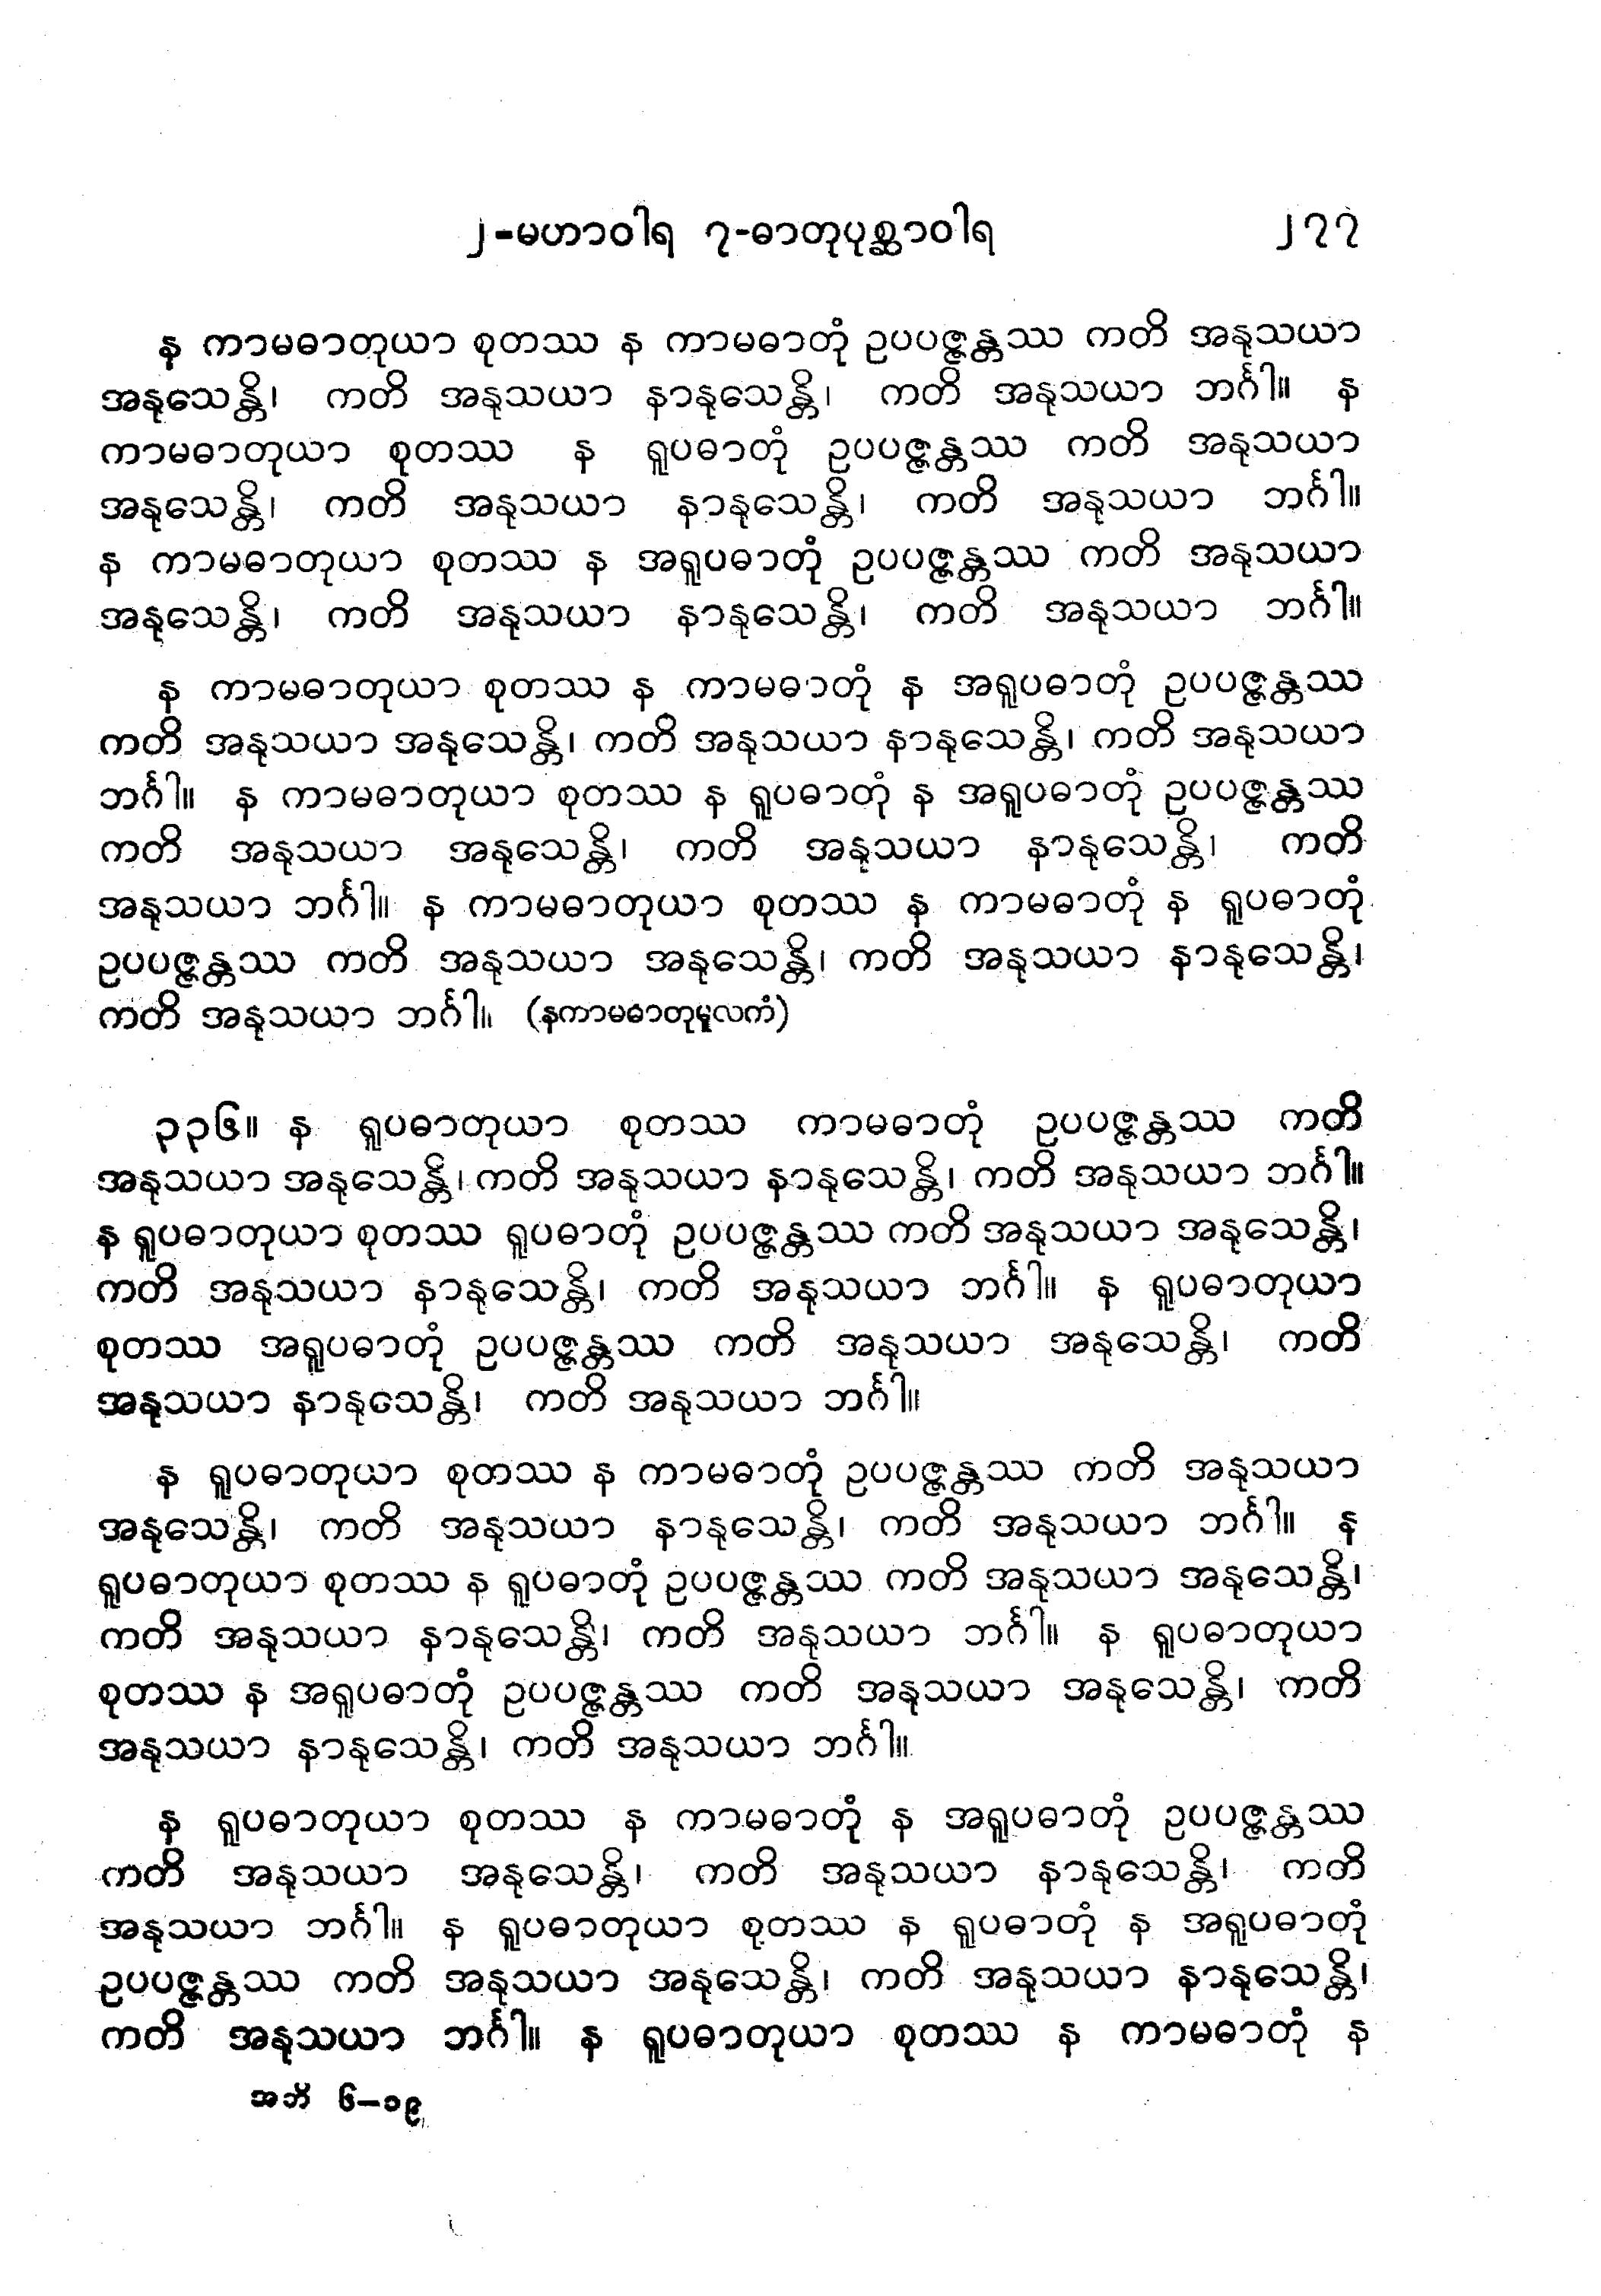 ၂-မဟာဝါရ ၇-ဓာတုပုစ္ဆာဝါရ ၂၇၇
န ကာမဓာတုယာ စုတဿ န ကာမဓာတုံ ဥပပဇ္ဇန္တဿ ကတိ အနုသယာ
အနုသေန္တိ၊ ကတိ အနုသယာ နာနုသေန္တိ၊ ကတိ အနုသယာ ဘင်္ဂါ။ န
ကာမဓာတုယာ စုတဿ န ရူပဓာတုံ ဥပပဇ္ဇန္တဿ ကတိ အနုသယာ
အနုသေန္တိ၊ ကတိ အနုသယာ နာနုသေန္တိ၊ ကတိ အနုသယာ ဘင်္ဂါ။
န ကာမဓာတုယာ စုတဿ န အရူပဓာတုံ ဥပပဇ္ဇန္တဿ ကတိ အနုသယာ
အနုသေန္တိ၊ ကတိ အနုသယာ နာနုသေန္တိ၊ ကတိ အနုသယာ ဘင်္ဂါ။
န ကာမဓာတုယာ စုတဿ န ကာမဓာတုံ န အရူပဓာတုံ ဥပပဇ္ဇန္တဿ
ကတိ အနုသယာ အနုသေန္တိ၊ ကတိ အနုသယာ နာနုသေန္တိ၊ ကတိ အနုသယာ
ဘင်္ဂါ။ န ကာမဓာတုယာ စုတဿ န ရူပဓာတုံ န အရူပဓာတုံ ဥပပဇ္ဇန္တဿ
ကတိ အနုသယာ အနုသေန္တိ၊ ကတိ အနုသယာ နာနုသေန္တိ၊ ကတိ
အနုသယာ ဘင်္ဂါ။ န ကာမဓာတုယာ စုတဿ န ကာမဓာတုံ န ရူပဓာတုံ
ဥပပဇ္ဇန္တဿ ကတိ အနုသယာ အနုသေန္တိ၊ ကတိ အနုသယာ နာနုသေန္တိ၊
ကတိ အနုသယာ ဘင်္ဂါ။ (နကာမဓာတုမူလကံ)
၃၃၆။ န ရူပဓာတုယာ စုတဿ ကာမဓာတုံ ဥပပဇ္ဇန္တဿ ကတိ
အနုသယာ အနုသေန္တိ၊ ကတိ အနုသယာ နာနုသေန္တိ၊ ကတိ အနုသယာ ဘင်္ဂါ။
န ရူပဓာတုယာ စုတဿ ရူပဓာတုံ ဥပပဇ္ဇန္တဿ ကတိ အနုသယာ အနုသေန္တိ၊
ကတိ အနုသယာ နာနုသေန္တိ၊ ကတိ အနုသယာ ဘင်္ဂါ။ န ရူပဓာတုယာ
စုတဿ အရူပဓာတုံ ဥပပဇ္ဇန္တဿ ကတိ အနုသယာ အနုသေန္တိ၊ ကတိ
အနုသယာ နာနုသေန္တိ၊ ကတိ အနုသယာ ဘင်္ဂါ။
န ရူပဓာတုယာ စုတဿ န ကာမဓာတုံ ဥပပဇ္ဇန္တဿ ကတိ အနုသယာ
အနုသေန္တိ၊ ကတိ အနုသယာ နာနုသေန္တိ၊ ကတိ အနုသယာ ဘင်္ဂါ။ န
ရူပဓာတုယာ စုတဿ န ရူပဓာတုံ ဥပပဇ္ဇန္တဿ ကတိ အနုသယာ အနုသေန္တိ၊
ကတိ အနုသယာ နာနုသေန္တိ၊ ကတိ အနုသယာ ဘင်္ဂါ။ န ရူပဓာတုယာ
စုတဿ န အရူပဓာတုံ ဥပပဇ္ဇန္တဿ ကတိ အနုသယာ အနုသေန္တိ၊ ကတိ
အနုသယာ နာနုသေန္တိ၊ ကတိ အနုသယာ ဘင်္ဂါ။
န ရူပဓာတုယာ စုတဿ န ကာမဓာတုံ န အရူပဓာတုံ ဥပပဇ္ဇန္တဿ
ကတိ အနုသယာ အနုသေန္တိ၊ ကတိ အနုသယာ နာနုသေန္တိ၊ ကတိ
အနုသယာ ဘင်္ဂါ။ န ရူပဓာတုယာ စုတဿ န ရူပဓာတုံ န အရူပဓာတုံ
ဥပပဇ္ဇန္တဿ ကတိ အနုသယာ အနုသေန္တိ၊ ကတိ အနုသယာ နာနုသေန္တိ၊
ကတိ အနုသယာ ဘင်္ဂါ။ န ရူပဓာတုယာ စုတဿ န ကာမဓာတုံ န
အဘိ ၆–၁၉